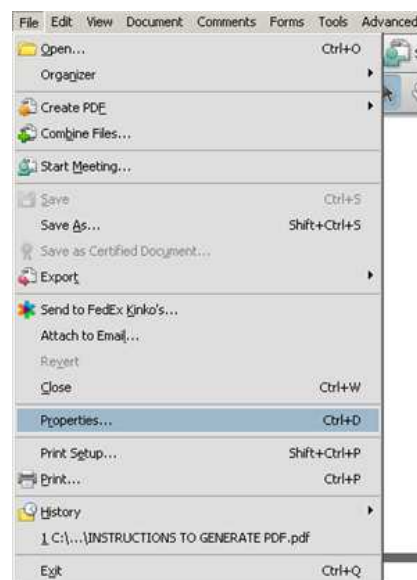 File Edit View Document Comments Forms Tools Advanced
Open... Ctrl+O
Organizer
Create PDF
Combine Files...
Start Meeting...
Save Ctrl+S
Save As... Shift+Ctrl+S
Save as Certified Document...
Export
Send to FedEx Kinko's...
Attach to Email...
Revert
Close Ctrl+W
Properties... Ctrl+D
Print Setup... Shift+Ctrl+P
Print... Ctrl+P
History
1 C:\...\INSTRUCTIONS TO GENERATE PDF.pdf
Exit Ctrl+Q